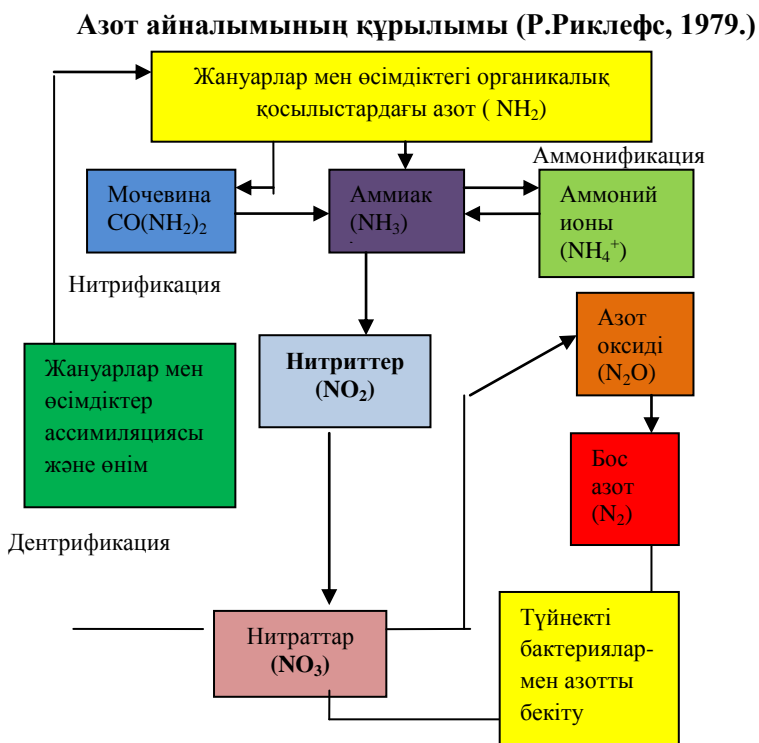 Азот айналымының құрылымы (Р.Риклефс, 1979.)
Жануарлар мен өсімдіктегі органикалық
қосылыстардағы азот ( NH₂)
Аммонификация
Мочевина
CO(NH₂)₂
Аммиак
(NH₃)
Аммоний
ионы
(NH₄⁺)
Нитрификация
Нитриттер
(NO₂)
Азот
оксиді
(N₂O)
Жануарлар мен
өсімдіктер
ассимиляциясы
және өнім
Бос
азот
(N₂)
Дентрификация
Нитраттар
(NO₃)
Түйнекті
бактериялар-
мен азотты
бекіту